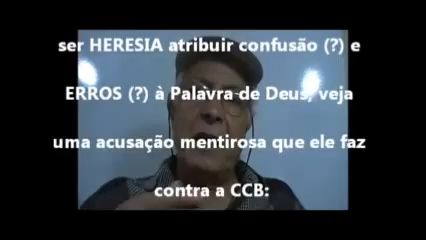 ser HERESIA atribuir confusão (?) e
ERROS (?) à Palavra de Deus, veja
uma acusação mentirosa que ele faz
contra a CCB: